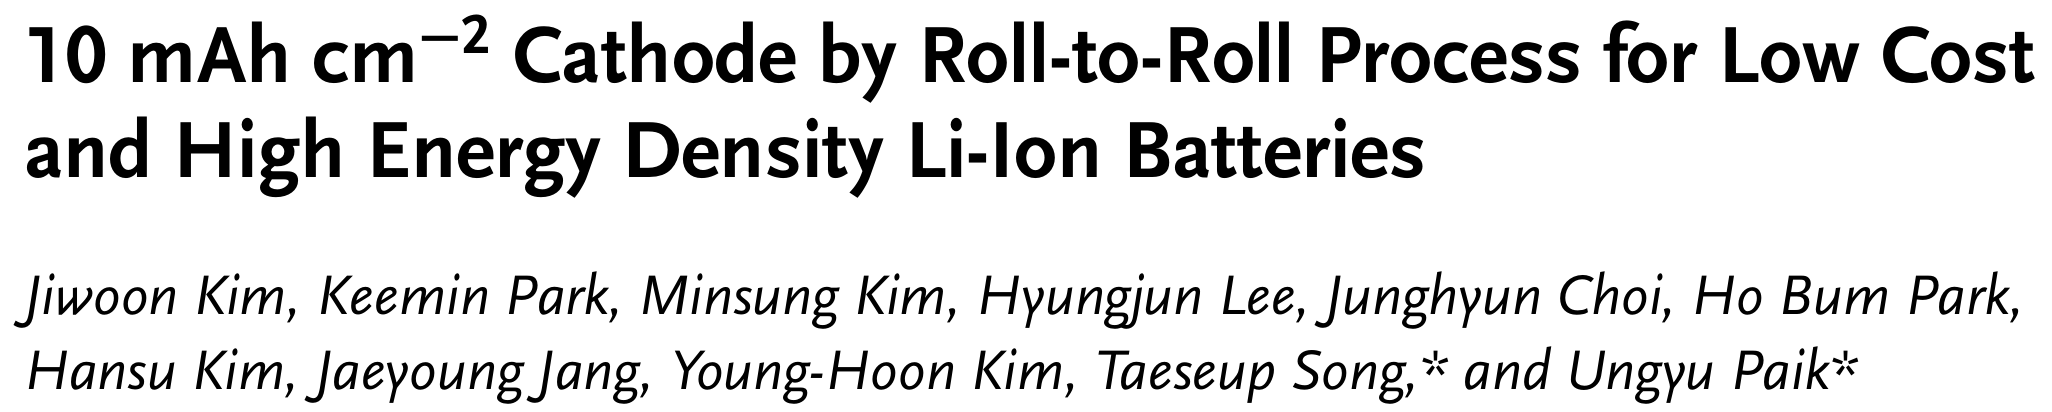 10 mAh cm⁻² Cathode by Roll-to-Roll Process for Low Cost
and High Energy Density Li-Ion Batteries
Jiwoon Kim, Keemin Park, Minsung Kim, Hyungjun Lee, Junghyun Choi, Ho Bum Park,
Hansu Kim, Jaeyoung Jang, Young-Hoon Kim, Taeseup Song,* and Ungyu Paik*